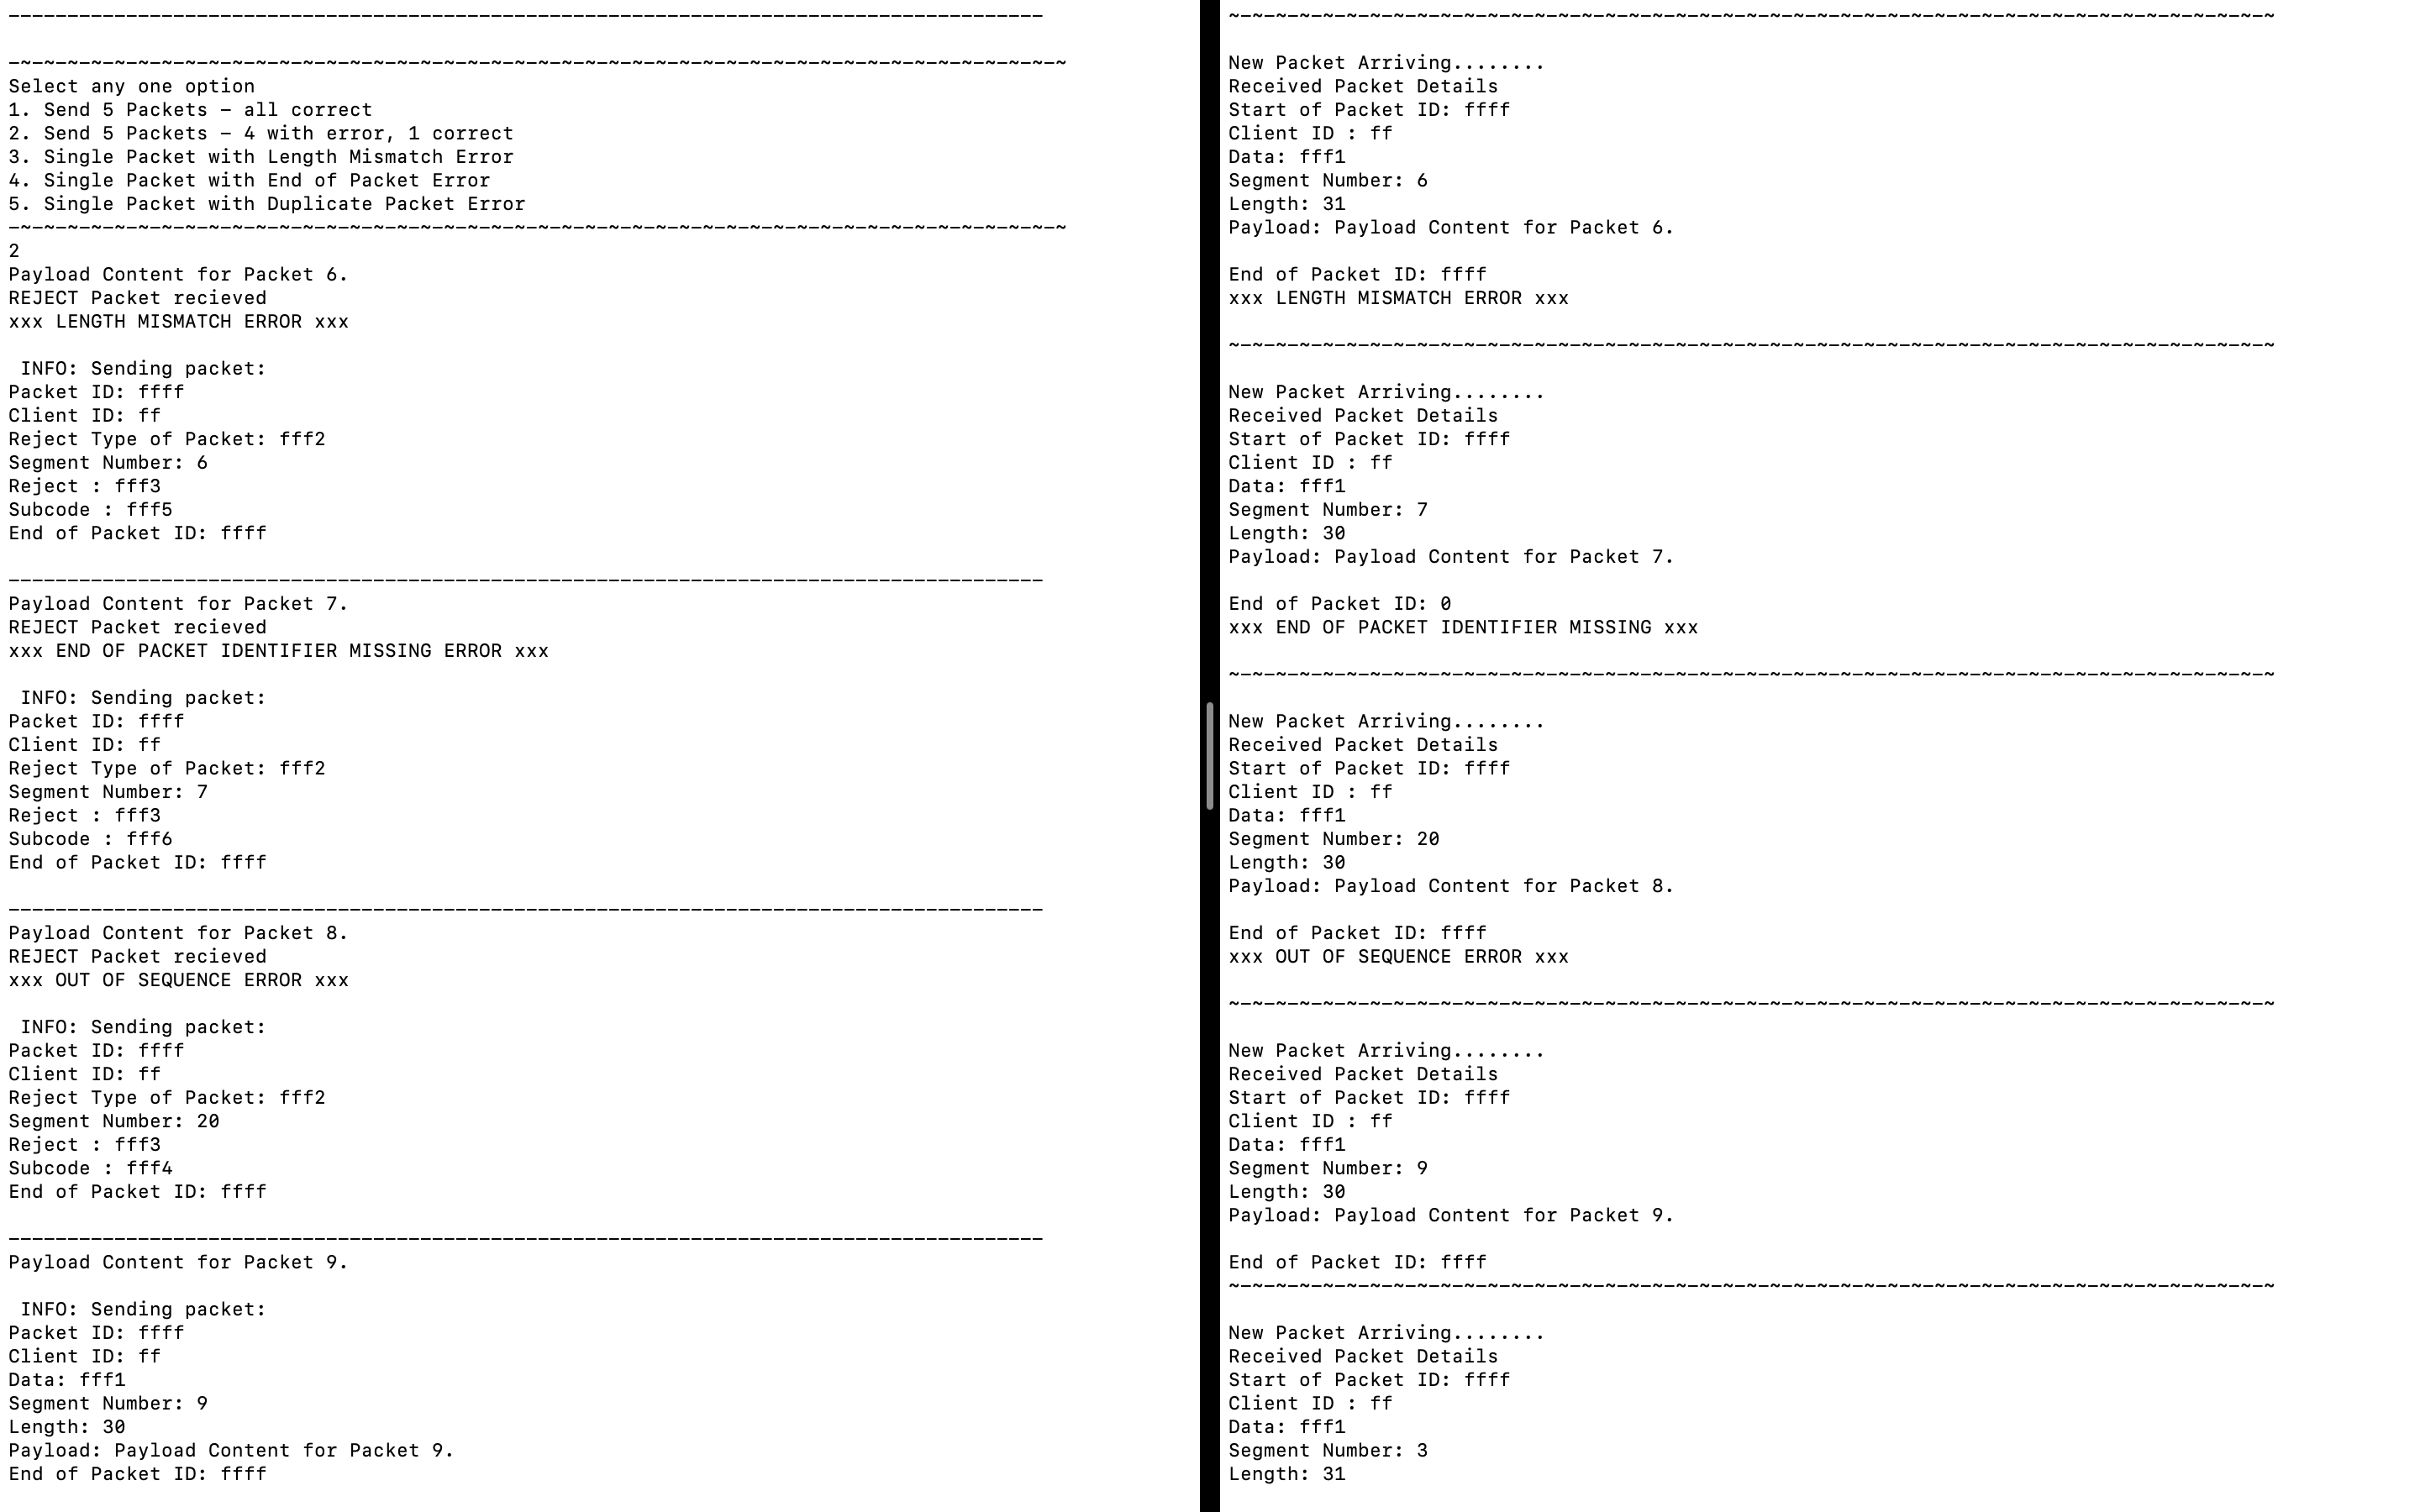 Select any one option
1. Send 5 Packets – all correct
2. Send 5 Packets – 4 with error, 1 correct
3. Single Packet with Length Mismatch Error
4. Single Packet with End of Packet Error
5. Single Packet with Duplicate Packet Error
2
Payload Content for Packet 6.
REJECT Packet recieved
xxx LENGTH MISMATCH ERROR xxx
INFO: Sending packet:
Packet ID: ffff
Client ID: ff
Reject Type of Packet: fff2
Segment Number: 6
Reject : fff3
Subcode : fff5
End of Packet ID: ffff
Payload Content for Packet 7.
REJECT Packet recieved
xxx END OF PACKET IDENTIFIER MISSING ERROR xxx
INFO: Sending packet:
Packet ID: ffff
Client ID: ff
Reject Type of Packet: fff2
Segment Number: 7
Reject : fff3
Subcode : fff6
End of Packet ID: ffff
Payload Content for Packet 8.
REJECT Packet recieved
xxx OUT OF SEQUENCE ERROR xxx
INFO: Sending packet:
Packet ID: ffff
Client ID: ff
Reject Type of Packet: fff2
Segment Number: 20
Reject : fff3
Subcode : fff4
End of Packet ID: ffff
Payload Content for Packet 9.
INFO: Sending packet:
Packet ID: ffff
Client ID: ff
Data: fff1
Segment Number: 9
Length: 30
Payload: Payload Content for Packet 9.
End of Packet ID: ffff
New Packet Arriving........
Received Packet Details
Start of Packet ID: ffff
Client ID : ff
Data: fff1
Segment Number: 6
Length: 31
Payload: Payload Content for Packet 6.
End of Packet ID: ffff
xxx LENGTH MISMATCH ERROR xxx
New Packet Arriving........
Received Packet Details
Start of Packet ID: ffff
Client ID : ff
Data: fff1
Segment Number: 7
Length: 30
Payload: Payload Content for Packet 7.
End of Packet ID: 0
xxx END OF PACKET IDENTIFIER MISSING xxx
New Packet Arriving........
Received Packet Details
Start of Packet ID: ffff
Client ID : ff
Data: fff1
Segment Number: 20
Length: 30
Payload: Payload Content for Packet 8.
End of Packet ID: ffff
xxx OUT OF SEQUENCE ERROR xxx
New Packet Arriving........
Received Packet Details
Start of Packet ID: ffff
Client ID : ff
Data: fff1
Segment Number: 9
Length: 30
Payload: Payload Content for Packet 9.
End of Packet ID: ffff
New Packet Arriving........
Received Packet Details
Start of Packet ID: ffff
Client ID : ff
Data: fff1
Segment Number: 3
Length: 31